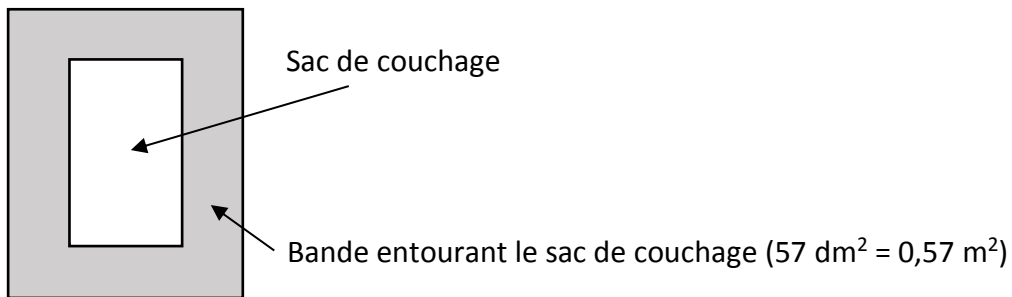 Sac de couchage
Bande entourant le sac de couchage (57 dm² = 0,57 m²)